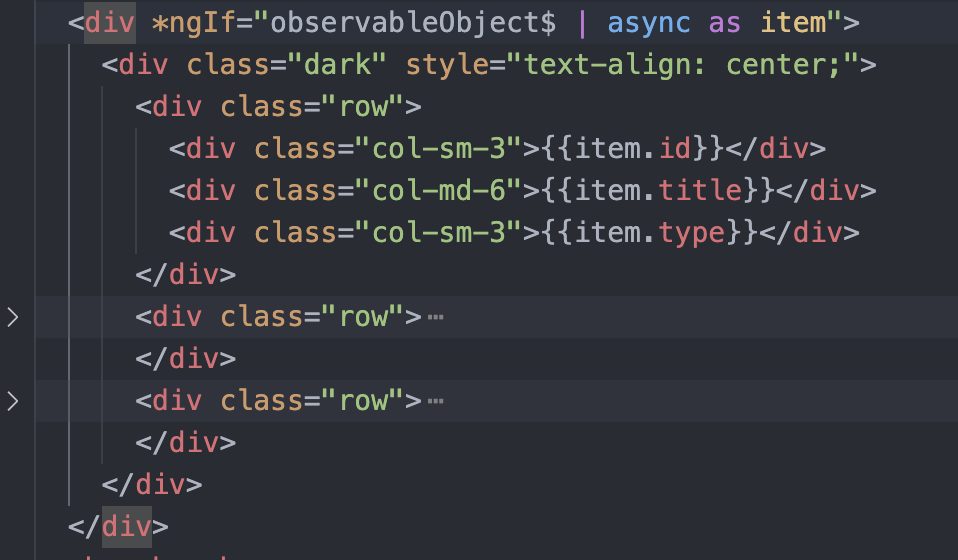 <div *ngIf="observableObject$ | async as item">
<div class="dark" style="text-align: center;">
<div class="row">
<div class="col-sm-3">{{item.id}}</div>
<div class="col-md-6">{{item.title}}</div>
<div class="col-sm-3">{{item.type}}</div>
</div>
<div class="row">⋯
</div>
<div class="row">⋯
</div>
</div>
</div>